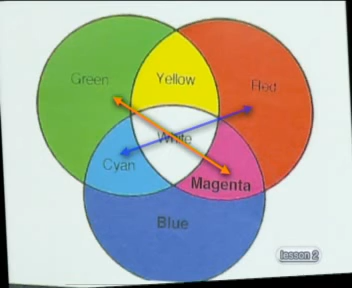 Green
Yellow
Red
White
Cyan
Magenta
Blue
lesson 2